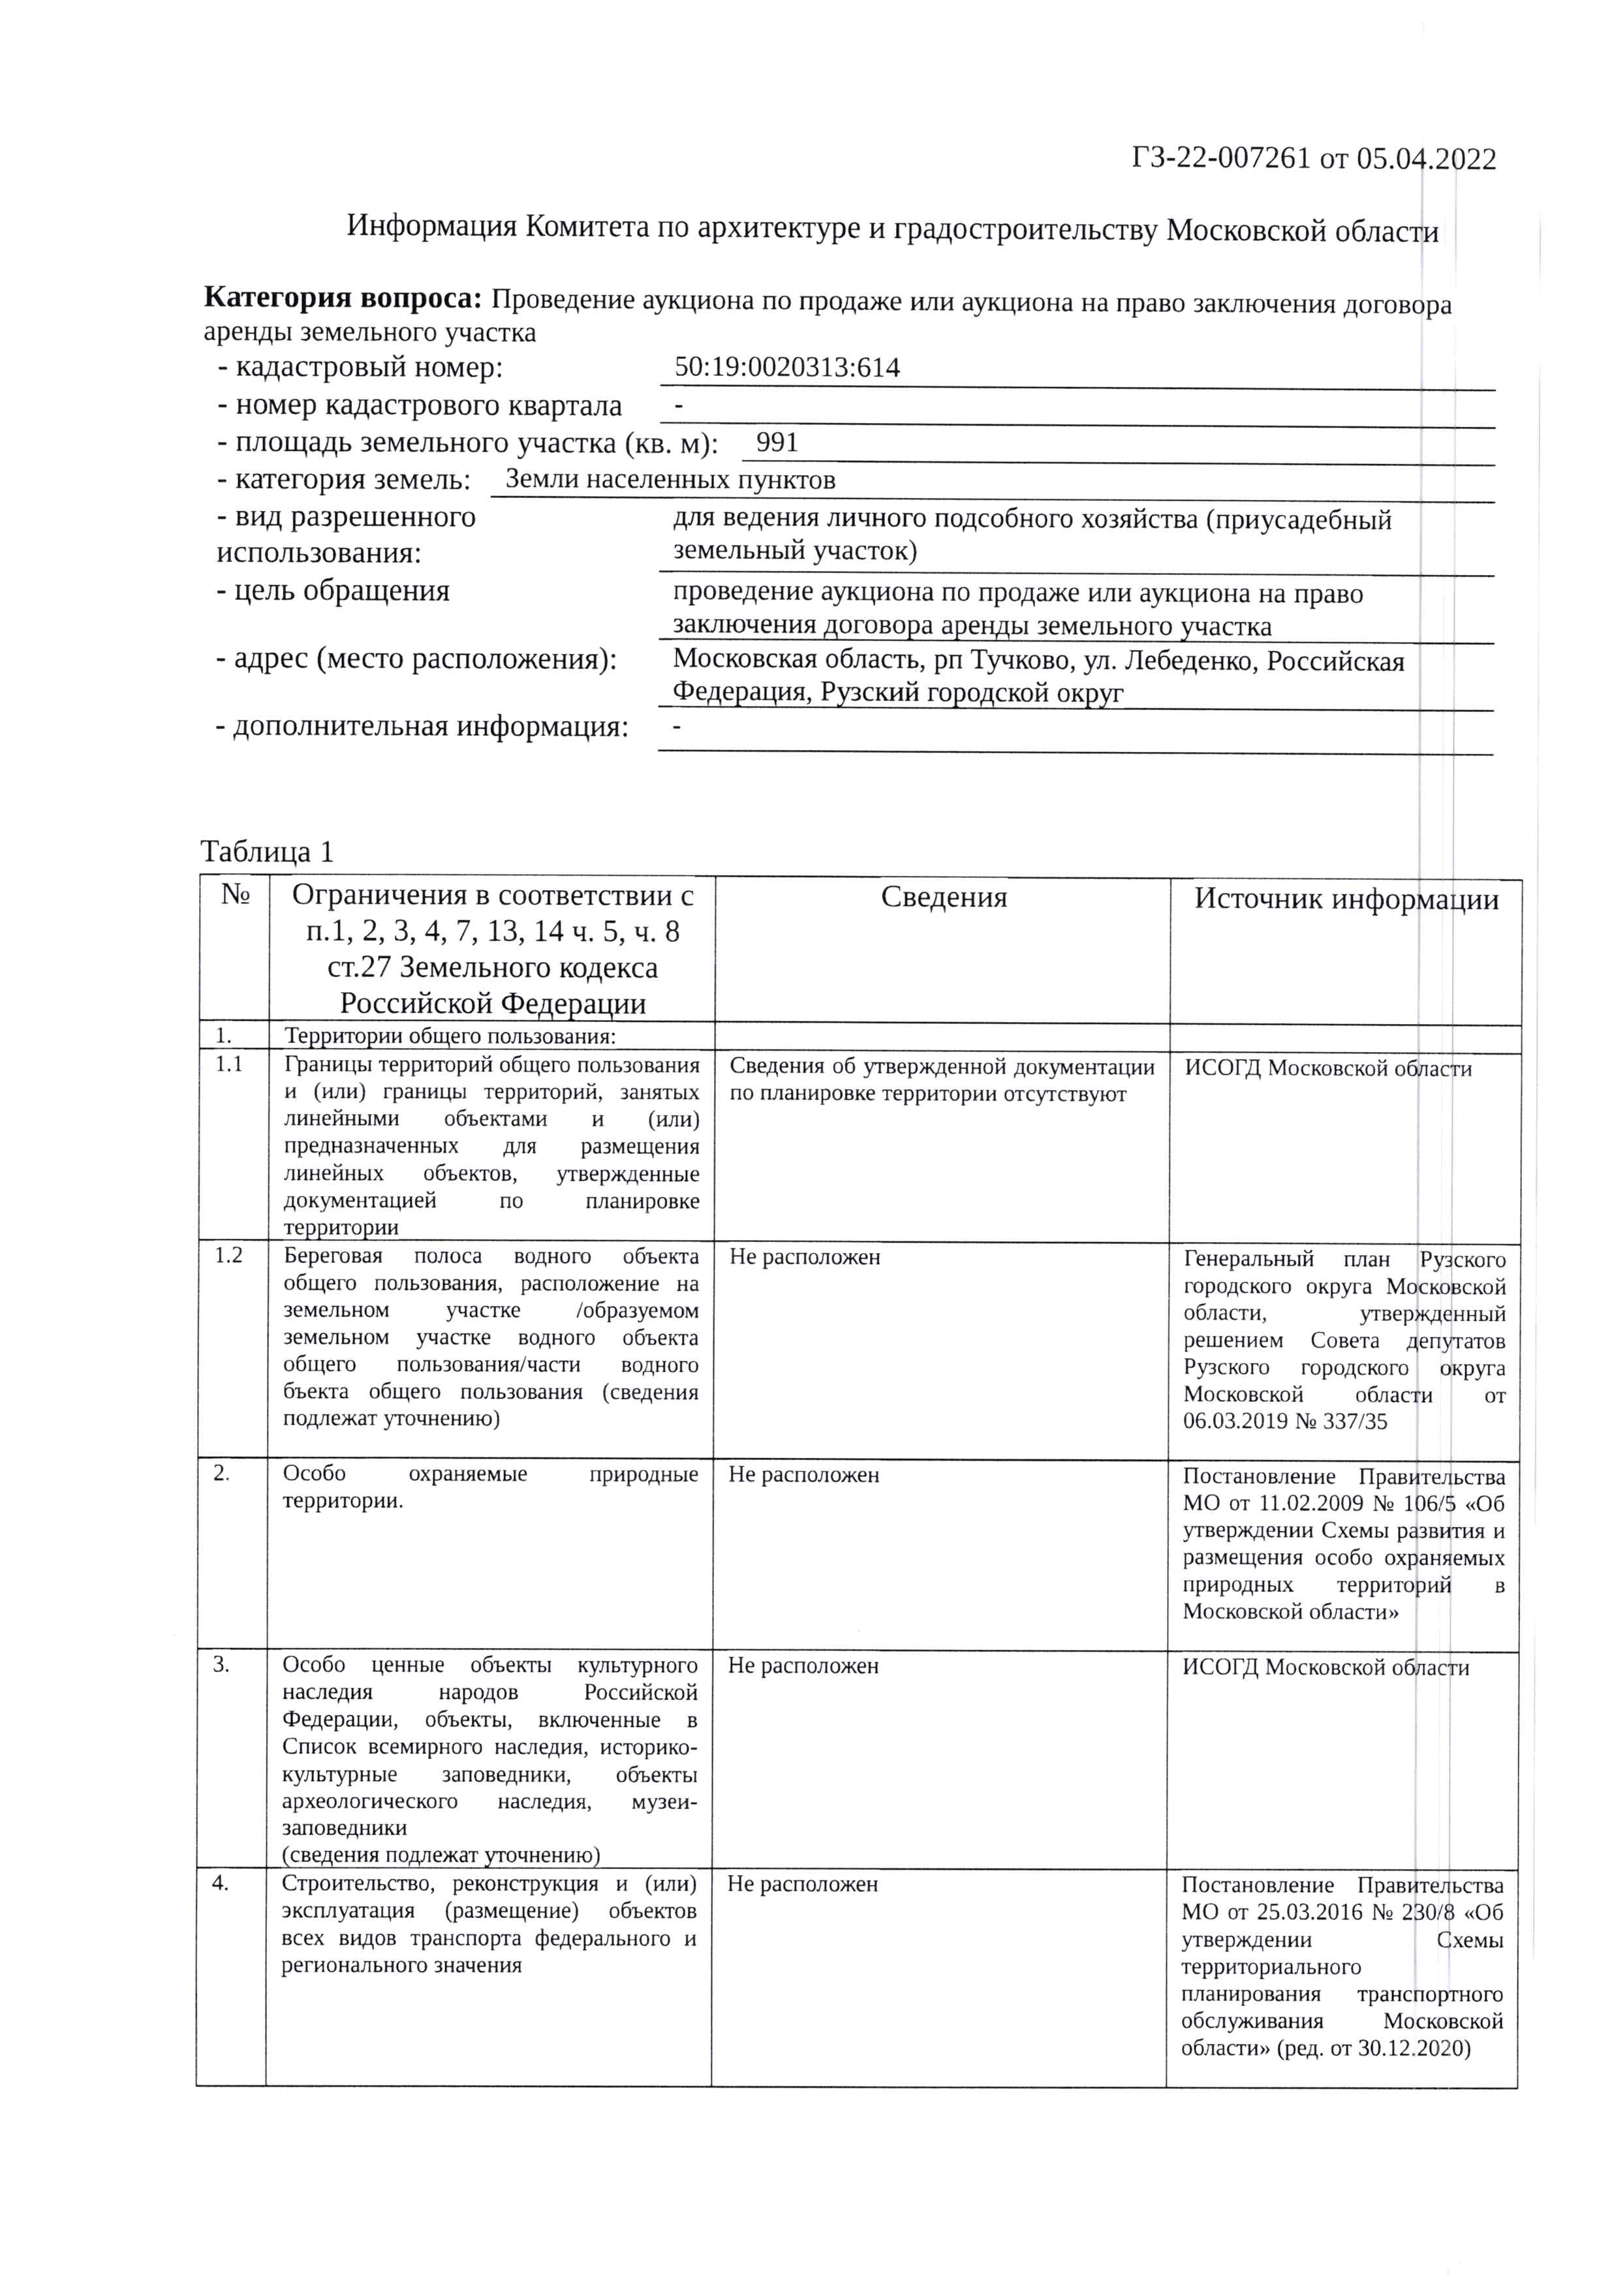 ГЗ-22-007261 от 05.04.2022
Информация Комитета по архитектуре и градостроительству Московской области
Категория вопроса: Проведение аукциона по продаже или аукциона на право заключения договора
аренды земельного участка
- кадастровый номер: 50:19:0020313:614
- номер кадастрового квартала -
- площадь земельного участка (кв. м): 991
- категория земель: Земли населенных пунктов
- вид разрешенного
использования:
для ведения личного подсобного хозяйства (приусадебный
земельный участок)
- цель обращения
проведение аукциона по продаже или аукциона на право
заключения договора аренды земельного участка
- адрес (место расположения):
Московская область, рп Тучково, ул. Лебеденко, Российская
Федерация, Рузский городской округ
- дополнительная информация: -
Таблица 1
№
Ограничения в соответствии с
п.1, 2, 3, 4, 7, 13, 14 ч. 5, ч. 8
ст.27 Земельного кодекса
Российской Федерации
Сведения
Источник информации
1.
Территории общего пользования:
1.1
Границы территорий общего пользования
и (или) границы территорий, занятых
линейными объектами и (или)
предназначенных для размещения
линейных объектов, утвержденные
документацией по планировке
территории
Сведения об утвержденной документации
по планировке территории отсутствуют
ИСОГД Московской области
1.2
Береговая полоса водного объекта
общего пользования, расположение на
земельном участке /образуемом
земельном участке водного объекта
общего пользования/части водного
бъекта общего пользования (сведения
подлежат уточнению)
Не расположен
Генеральный план Рузского
городского округа Московской
области, утвержденный
решением Совета депутатов
Рузского городского округа
Московской области от
06.03.2019 № 337/35
2.
Особо охраняемые природные
территории.
Не расположен
Постановление Правительства
МО от 11.02.2009 № 106/5 «Об
утверждении Схемы развития и
размещения особо охраняемых
природных территорий в
Московской области»
3.
Особо ценные объекты культурного
наследия народов Российской
Федерации, объекты, включенные в
Список всемирного наследия, историко-
культурные заповедники, объекты
археологического наследия, музеи-
заповедники
(сведения подлежат уточнению)
Не расположен
ИСОГД Московской области
4.
Строительство, реконструкция и (или)
эксплуатация (размещение) объектов
всех видов транспорта федерального и
регионального значения
Не расположен
Постановление Правительства
МО от 25.03.2016 № 230/8 «Об
утверждении Схемы
территориального
планирования транспортного
обслуживания Московской
области» (ред. от 30.12.2020)